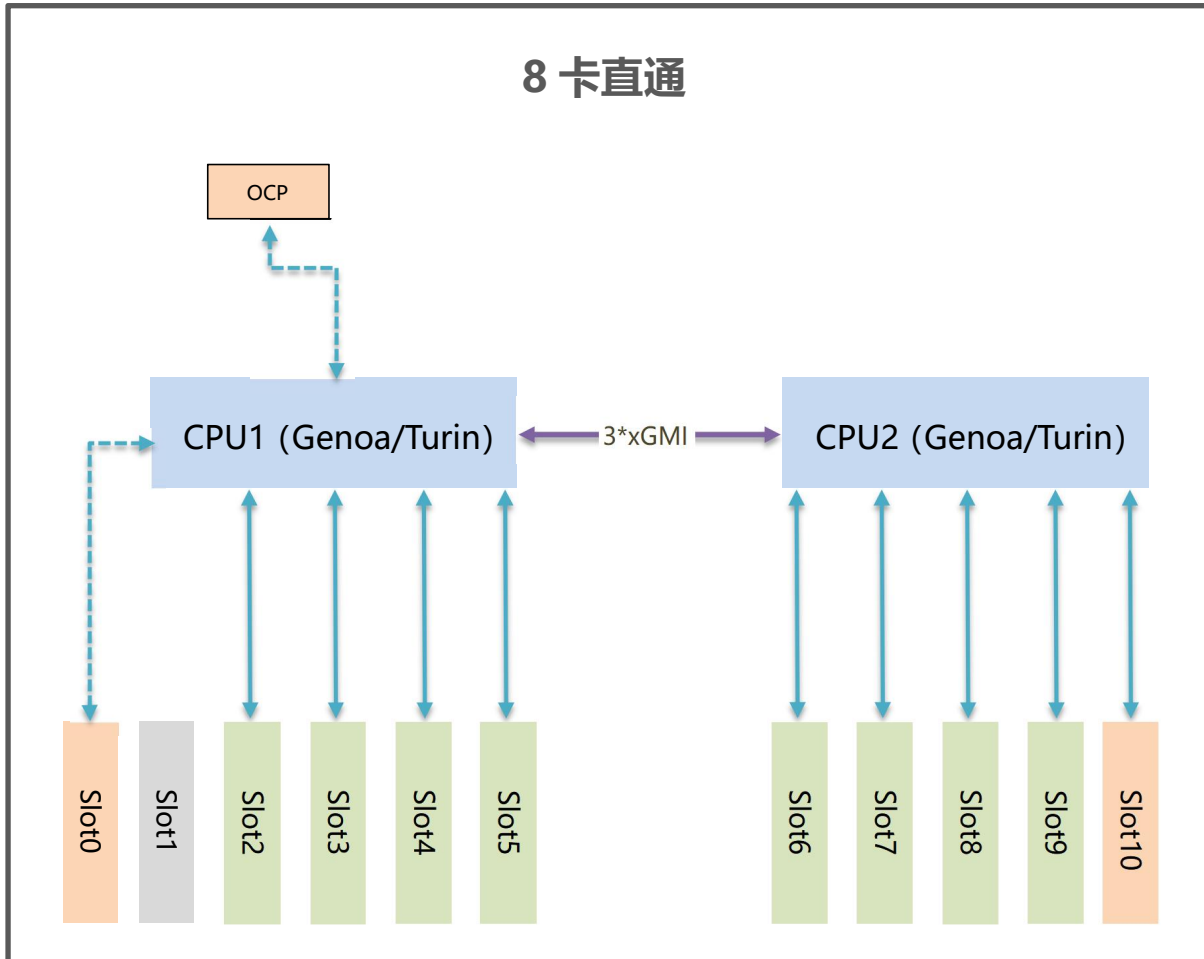 8 卡直通
OCP
CPU1 (Genoa/Turin)
3*xGMI
CPU2 (Genoa/Turin)
Slot0
Slot1
Slot2
Slot3
Slot4
Slot5
Slot6
Slot7
Slot8
Slot9
Slot10